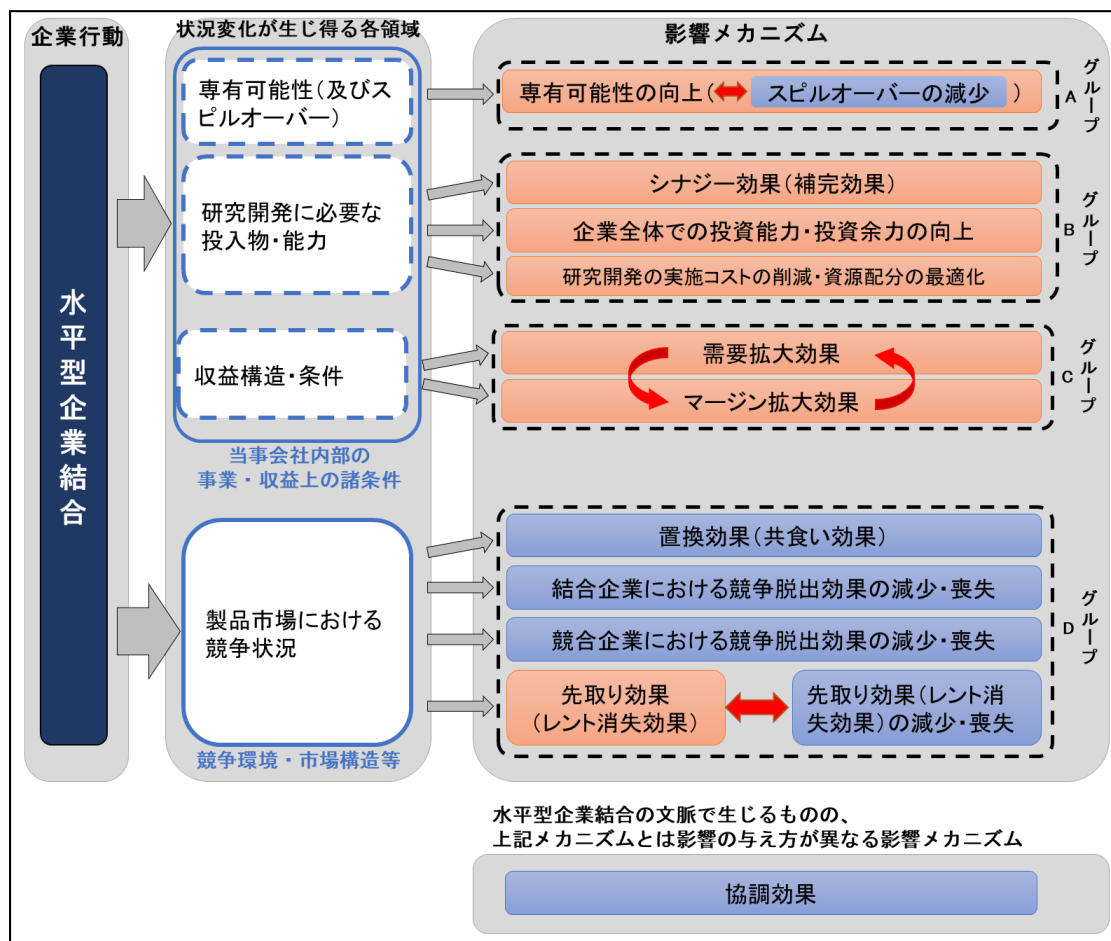 企業行動
状況変化が生じ得る各領域
影響メカニズム
水平型企業結合
専有可能性(及びス
ピルオーバー)
研究開発に必要な
投入物・能力
収益構造・条件
当事会社内部の
事業・収益上の諸条件
製品市場における
競争状況
競争環境・市場構造等
専有可能性の向上(
スピルオーバーの減少
)
グループA
シナジー効果(補完効果)
企業全体での投資能力・投資余力の向上
研究開発の実施コストの削減・資源配分の最適化
グループB
需要拡大効果
マージン拡大効果
グループC
置換効果(共食い効果)
結合企業における競争脱出効果の減少・喪失
競合企業における競争脱出効果の減少・喪失
先取り効果
(レント消失効果)
先取り効果(レント消
失効果)の減少・喪失
グループD
水平型企業結合の文脈で生じるものの、
上記メカニズムとは影響の与え方が異なる影響メカニズム
協調効果